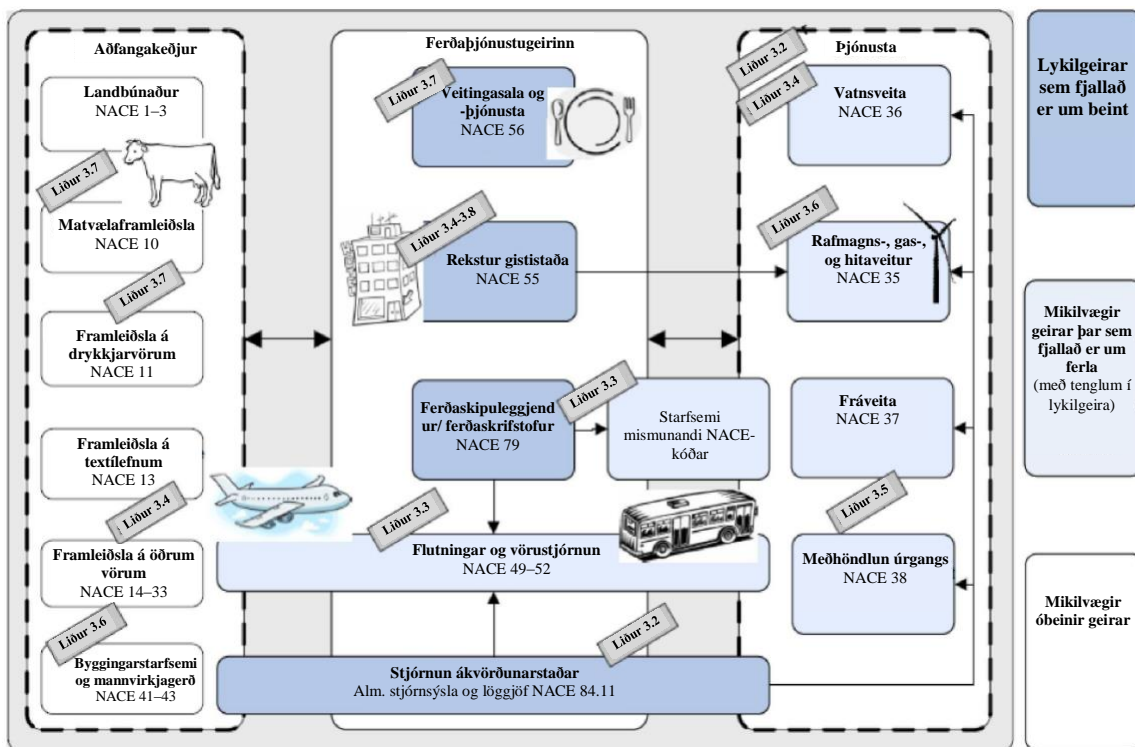 Aðfangakeðjur
Landbúnaður
NACE 1–3
Liður 3.7
Matvælaframleiðsla
NACE 10
Liður 3.7
Framleiðsla á
drykkjarvörum
NACE 11
Framleiðsla á
textílefnum
NACE 13
Liður 3.4
Framleiðsla á öðrum
vörum
NACE 14–33
Liður 3.6
Byggingarstarfsemi
og mannvirkjagerð
NACE 41–43
Ferðaþjónustugeirinn
Liður 3.7
Veitingasala og
-þjónusta
NACE 56
Liður 3.4-3.8
Rekstur gististaða
NACE 55
Liður 3.3
Ferðaskipuleggjend
ur/ ferðaskrifstofur
NACE 79
Starfsemi
mismunandi NACE-
kóðar
Liður 3.3
Flutningar og vörustjórnun
NACE 49–52
Liður 3.2
Stjórnun ákvörðunarstaðar
Alm. stjórnsýsla og löggjöf NACE 84.11
Þjónusta
Liður 3.2
Liður 3.4
Vatnsveita
NACE 36
Liður 3.6
Rafmagns-, gas-,
og hitaveitur
NACE 35
Fráveita
NACE 37
Liður 3.5
Meðhöndlun úrgangs
NACE 38
Lykilgeirar
sem fjallað
er um beint
Mikilvægir
geirar þar sem
fjallað er um
ferla
(með tenglum í
lykilgeira)
Mikilvægir
óbeinir geirar